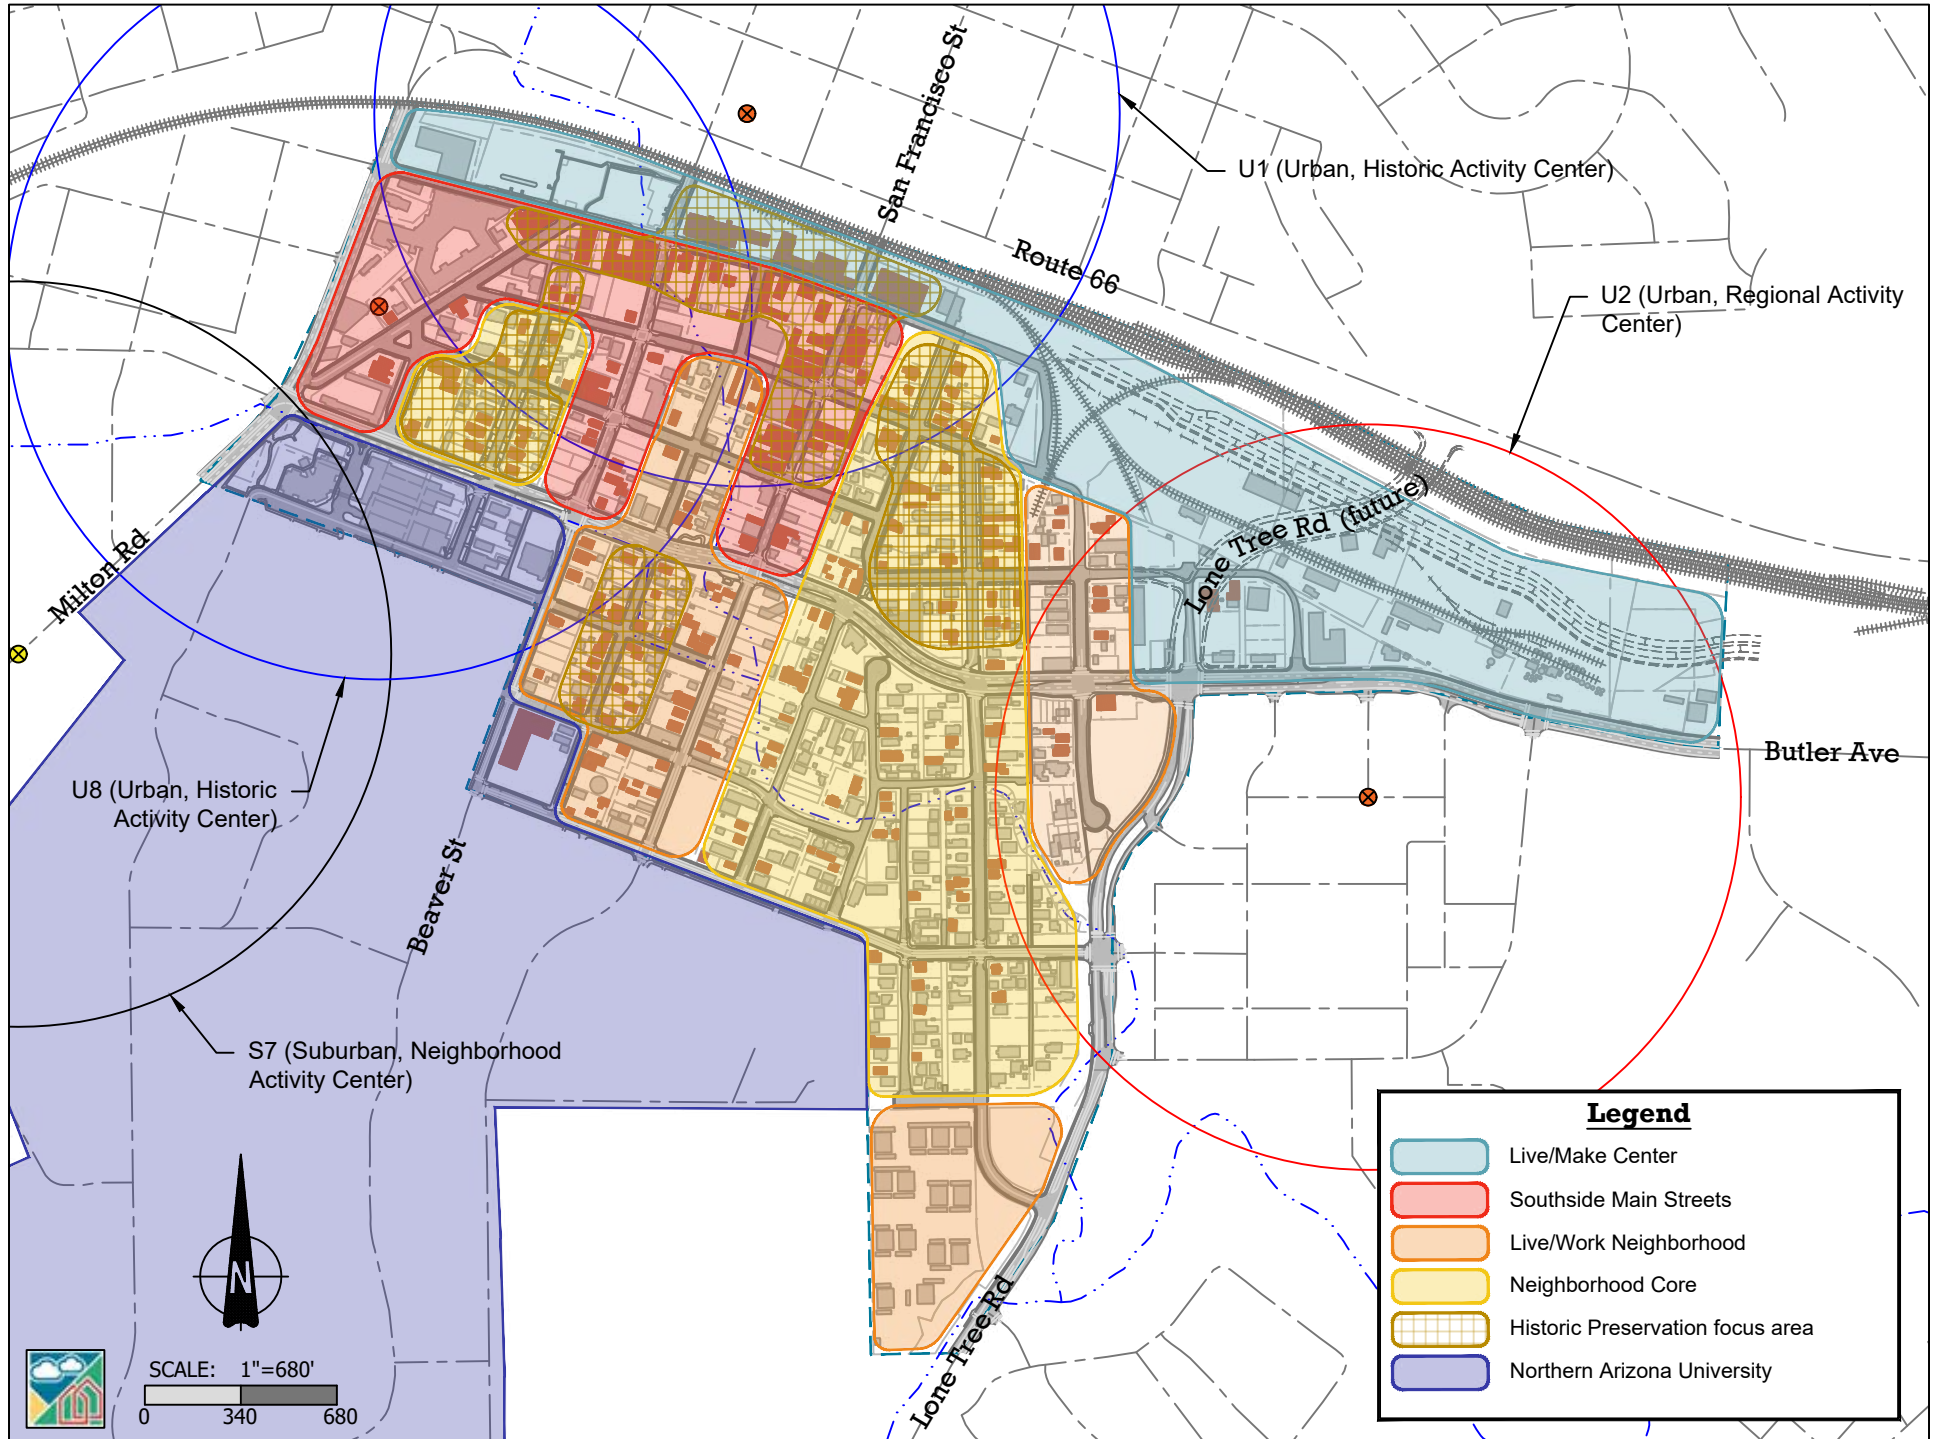 San Francisco St
U1 (Urban, Historic Activity Center)
Route 66
U2 (Urban, Regional Activity
Center)
Lone Tree Rd (future)
Milton Rd
Butler Ave
U8 (Urban, Historic
Activity Center)
Beaver St
S7 (Suburban, Neighborhood
Activity Center)
Lone Tree Rd
N
SCALE: 1"=680'
0 340 680
Legend
Live/Make Center
Southside Main Streets
Live/Work Neighborhood
Neighborhood Core
Historic Preservation focus area
Northern Arizona University